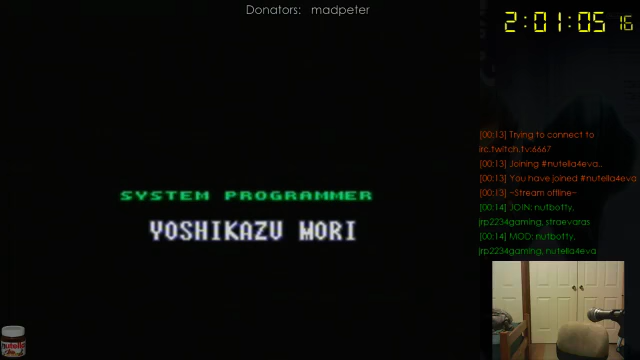 Donators: madpeter
2:01:05 16
SYSTEM PROGRAMMER
YOSHIKAZU MORI
[00:13] Trying to connect to
irc.twitch.tv:6667
[00:13] Joining #nutella4eva..
[00:13] You have joined #nutella4eva
[00:13] ~Stream offline~
[00:14] JOIN: nutbotty,
jrp2234gaming, straevaras
[00:14] MOD: nutbotty,
jrp2234gaming, nutella4eva
nutella